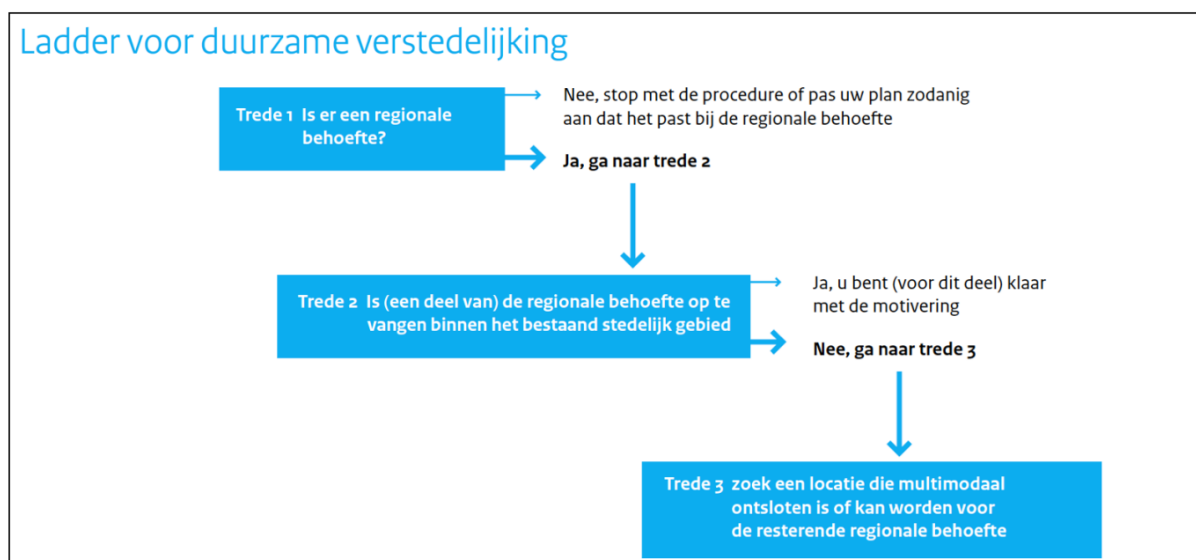 Ladder voor duurzame verstedelijking
Trede 1 Is er een regionale
behoefte?
Nee, stop met de procedure of pas uw plan zodanig
aan dat het past bij de regionale behoefte
Ja, ga naar trede 2
Trede 2 Is (een deel van) de regionale behoefte op te
vangen binnen het bestaand stedelijk gebied
Ja, u bent (voor dit deel) klaar
met de motivering
Nee, ga naar trede 3
Trede 3 zoek een locatie die multimodaal
ontsloten is of kan worden voor
de resterende regionale behoefte